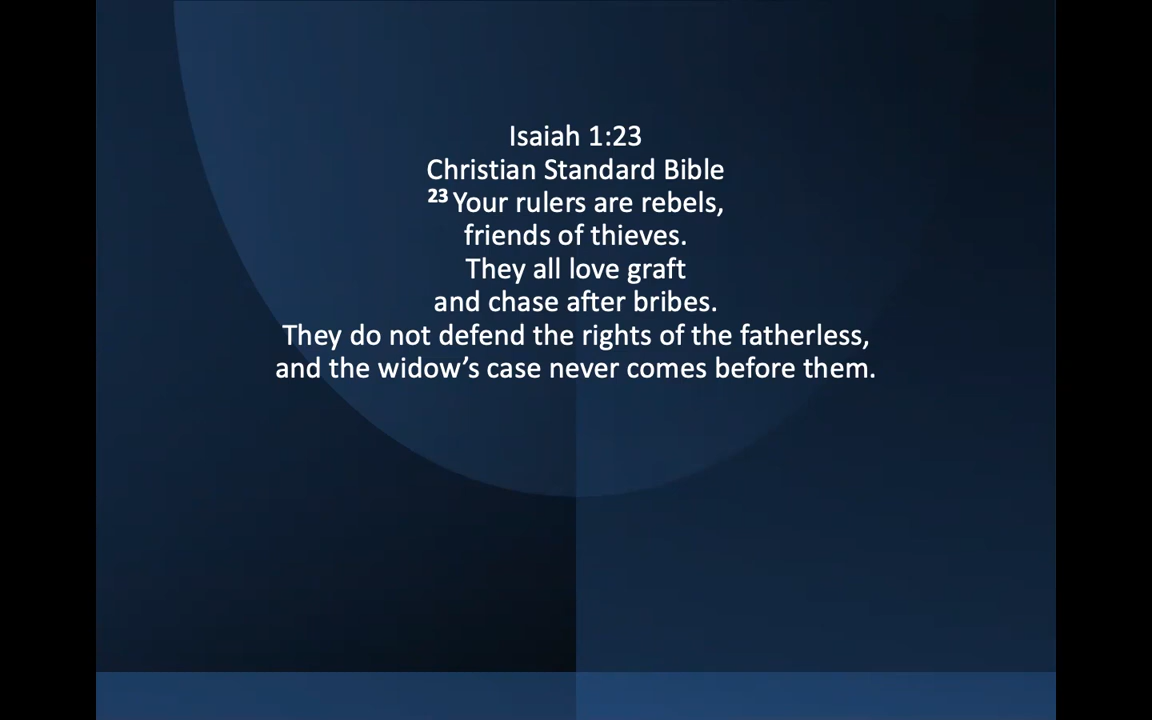 Isaiah 1:23
Christian Standard Bible
23 Your rulers are rebels,
friends of thieves.
They all love graft
and chase after bribes.
They do not defend the rights of the fatherless,
and the widow’s case never comes before them.